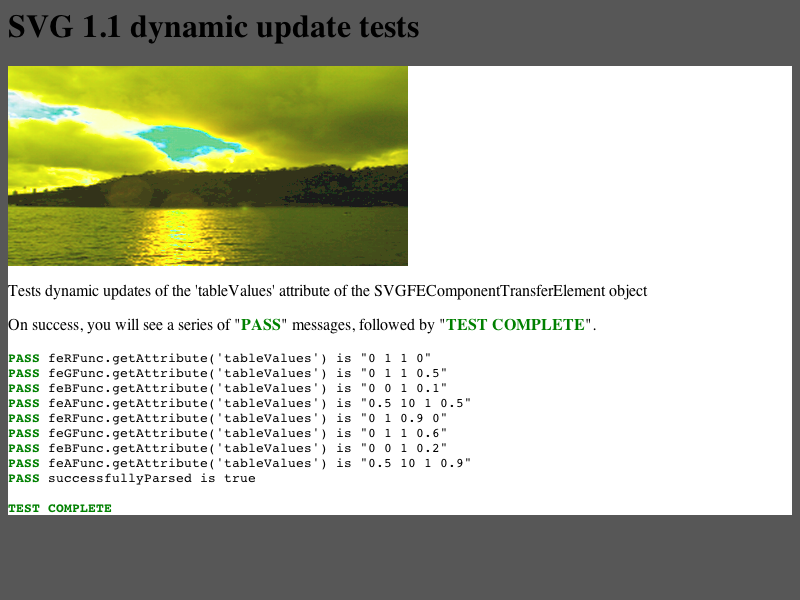 SVG 1.1 dynamic update tests
Tests dynamic updates of the 'tableValues' attribute of the SVGFEComponentTransferElement object
On success, you will see a series of "PASS" messages, followed by "TEST COMPLETE".
PASS feRFunc.getAttribute('tableValues') is "0 1 1 0"
PASS feGFunc.getAttribute('tableValues') is "0 1 1 0.5"
PASS feBFunc.getAttribute('tableValues') is "0 0 1 0.1"
PASS feAFunc.getAttribute('tableValues') is "0.5 10 1 0.5"
PASS feRFunc.getAttribute('tableValues') is "0 1 0.9 0"
PASS feGFunc.getAttribute('tableValues') is "0 1 1 0.6"
PASS feBFunc.getAttribute('tableValues') is "0 0 1 0.2"
PASS feAFunc.getAttribute('tableValues') is "0.5 10 1 0.9"
PASS successfullyParsed is true
TEST COMPLETE